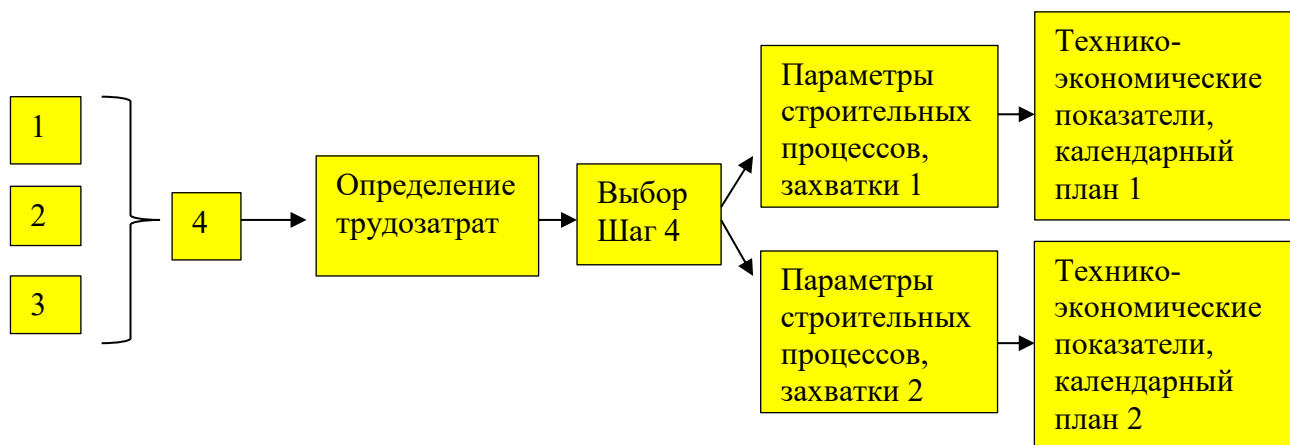 1
2
3
4
Определение
трудозатрат
Выбор
Шаг 4
Параметры
строительных
процессов,
захватки 1
Технико-
экономические
показатели,
календарный
план 1
Параметры
строительных
процессов,
захватки 2
Технико-
экономические
показатели,
календарный
план 2